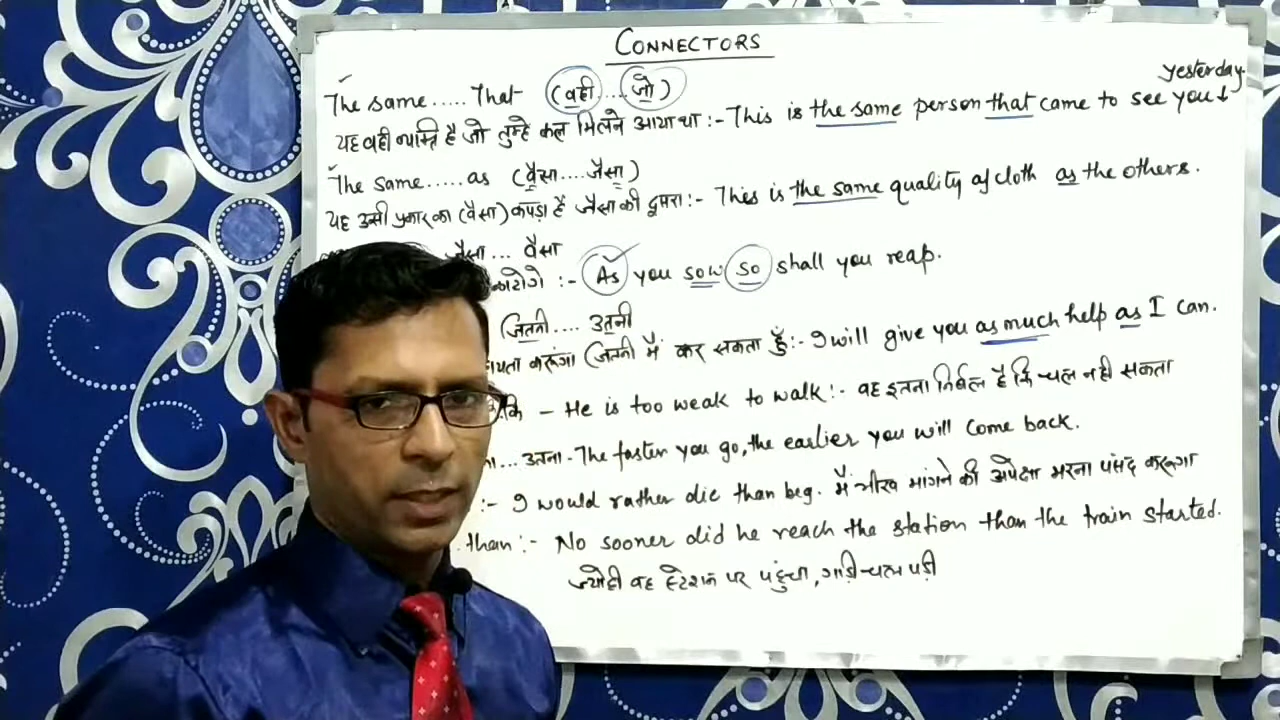 CONNECTORS
The same ..... That (वही .... जो)
yesterday.
यह वही व्यक्ति है जो तुम्हे कल मिलने आया था :- This is the same person that came to see you ↓
The same ..... as (वैसा .... जैसा)
यह उसी प्रकार का (वैसा) कपड़ा है जैसा की दूसरा :- This is the same quality of cloth as the others.
जैसा ... वैसा
:- As you sow so shall you reap.
जितनी .... उतनी
करूंगा जितनी मैं कर सकता हूँ :- I will give you as much help as I can.
कि - He is too weak to walk :- वह इतना निर्बल है कि चल नही सकता
... उतना - The faster you go, the earlier you will come back.
:- I would rather die than beg. मैं भीख मांगने की अपेक्षा मरना पसंद करूंगा
than :- No sooner did he reach the station than the train started.
ज्योंही वह स्टेशन पर पहुंचा, गाड़ी चल पड़ी